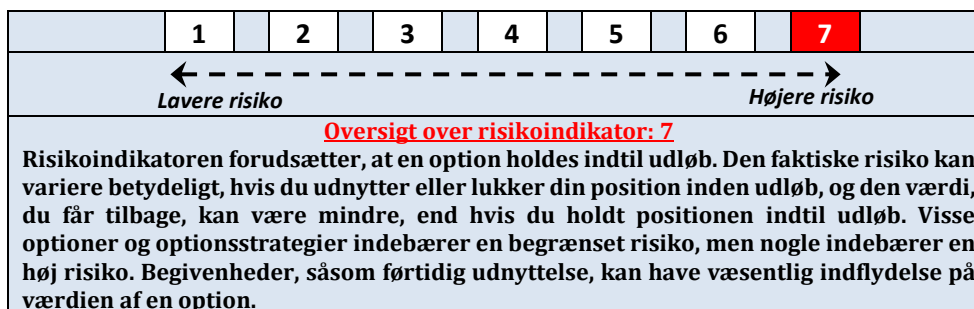 1 2 3 4 5 6 7
Lavere risiko Højere risiko
Oversigt over risikoindikator: 7
Risikoindikatoren forudsætter, at en option holdes indtil udløb. Den faktiske risiko kan
variere betydeligt, hvis du udnytter eller lukker din position inden udløb, og den værdi,
du får tilbage, kan være mindre, end hvis du holdt positionen indtil udløb. Visse
optioner og optionsstrategier indebærer en begrænset risiko, men nogle indebærer en
høj risiko. Begivenheder, såsom førtidig udnyttelse, kan have væsentlig indflydelse på
værdien af en option.